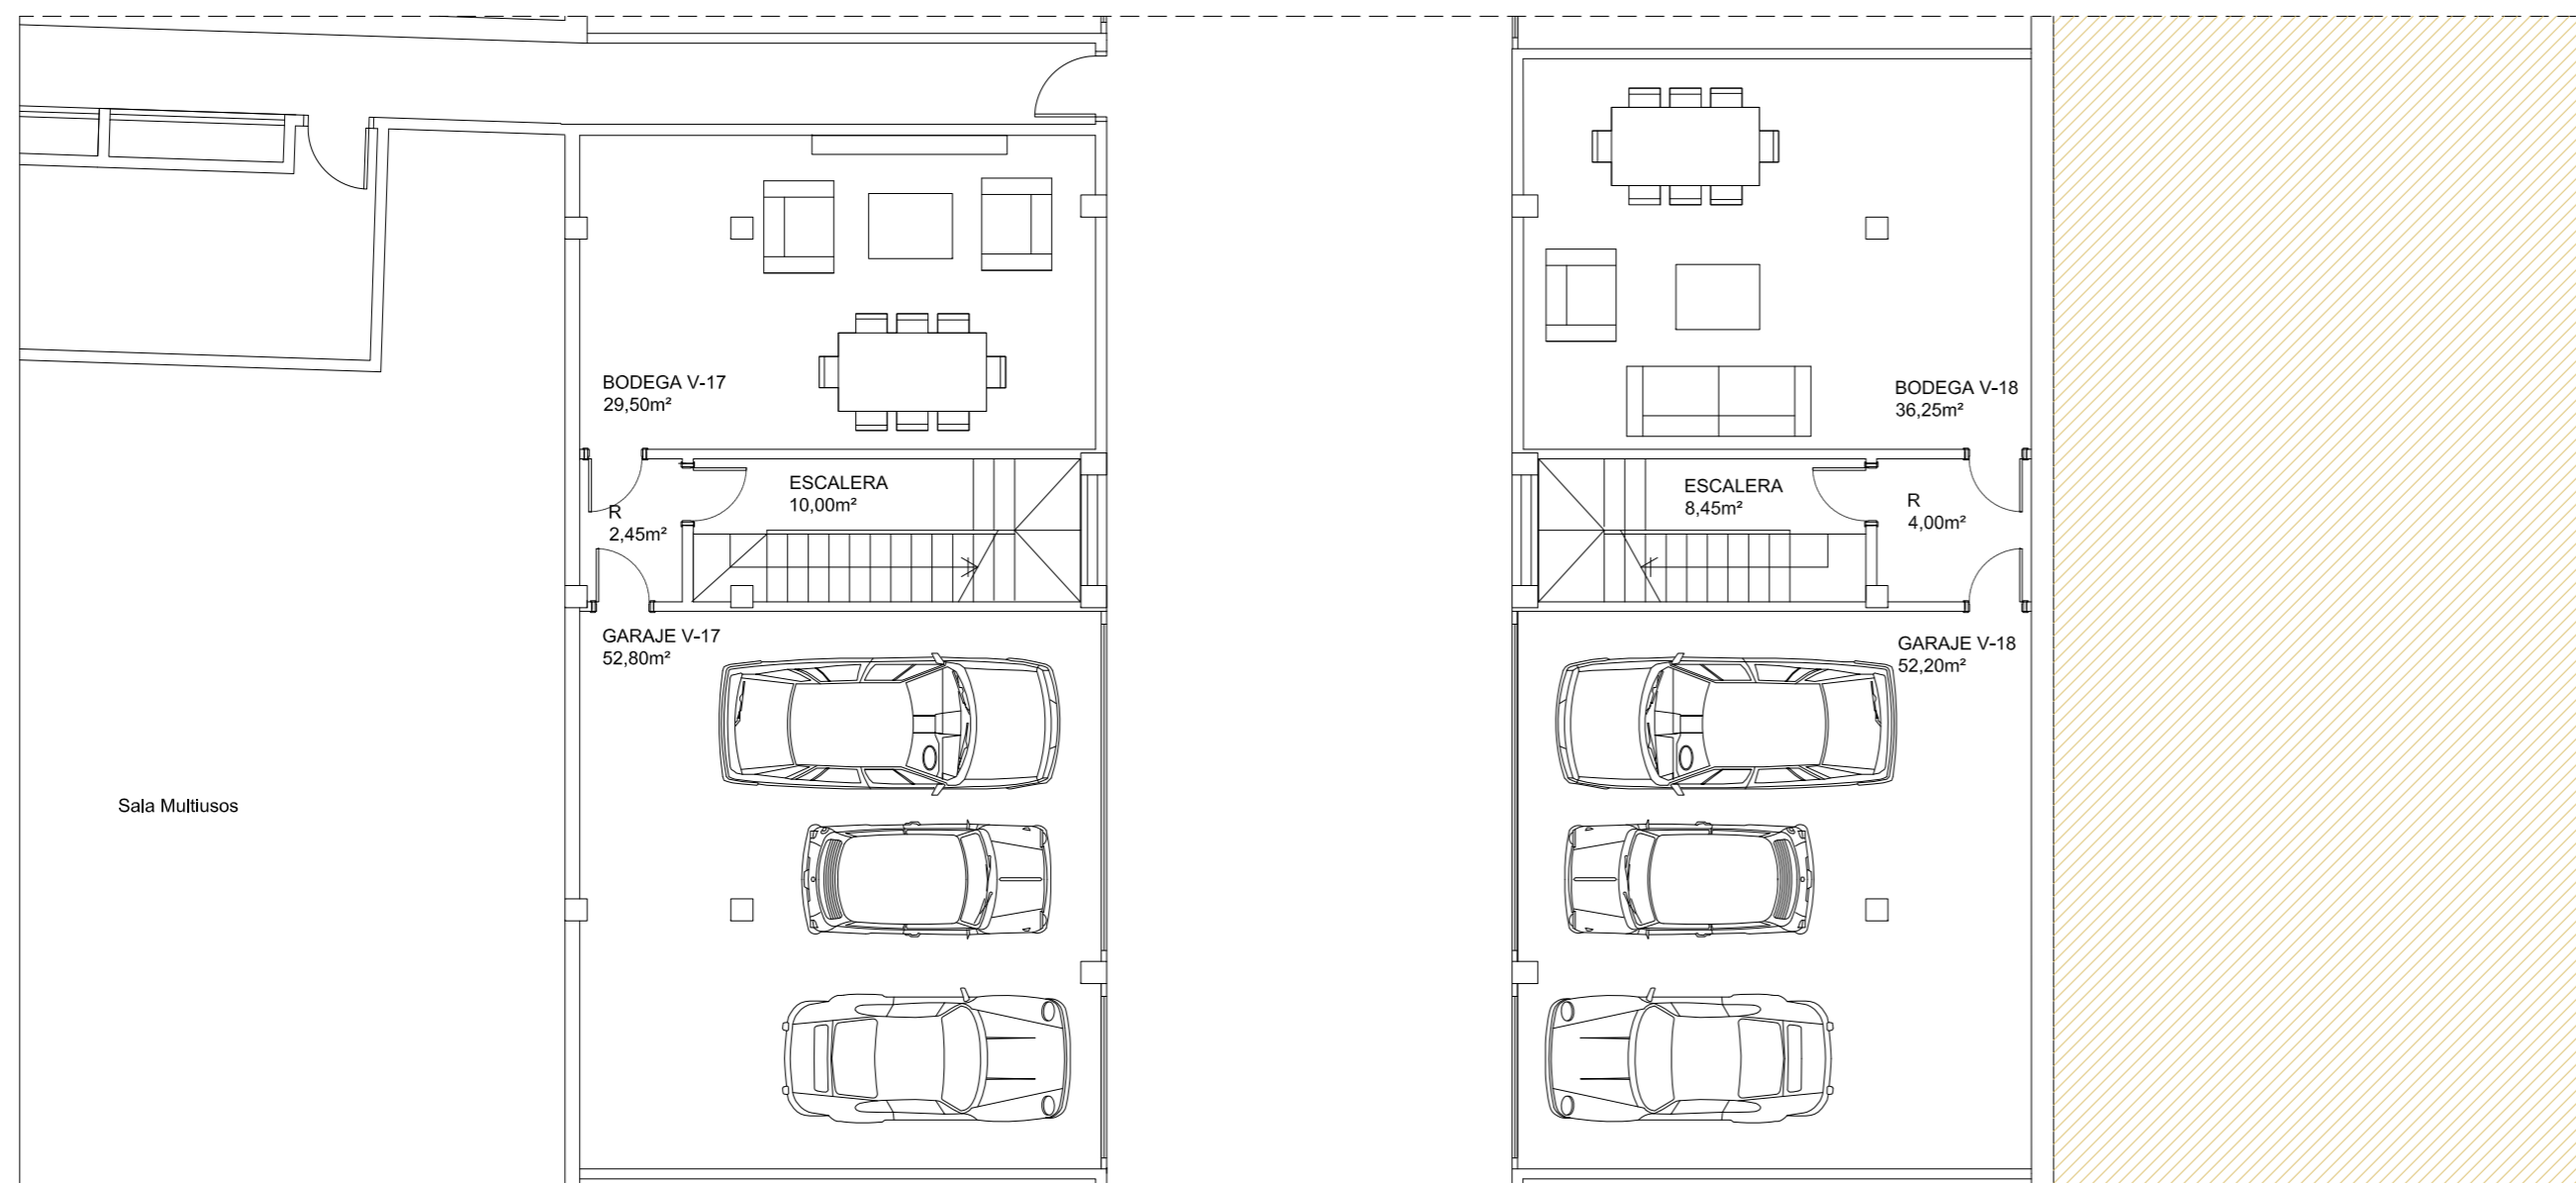 BODEGA V-17
29,50m²
BODEGA V-18
36,25m²
ESCALERA
10,00m²
R
2,45m²
ESCALERA
8,45m²
R
4,00m²
GARAJE V-17
52,80m²
GARAJE V-18
52,20m²
Sala Multiusos